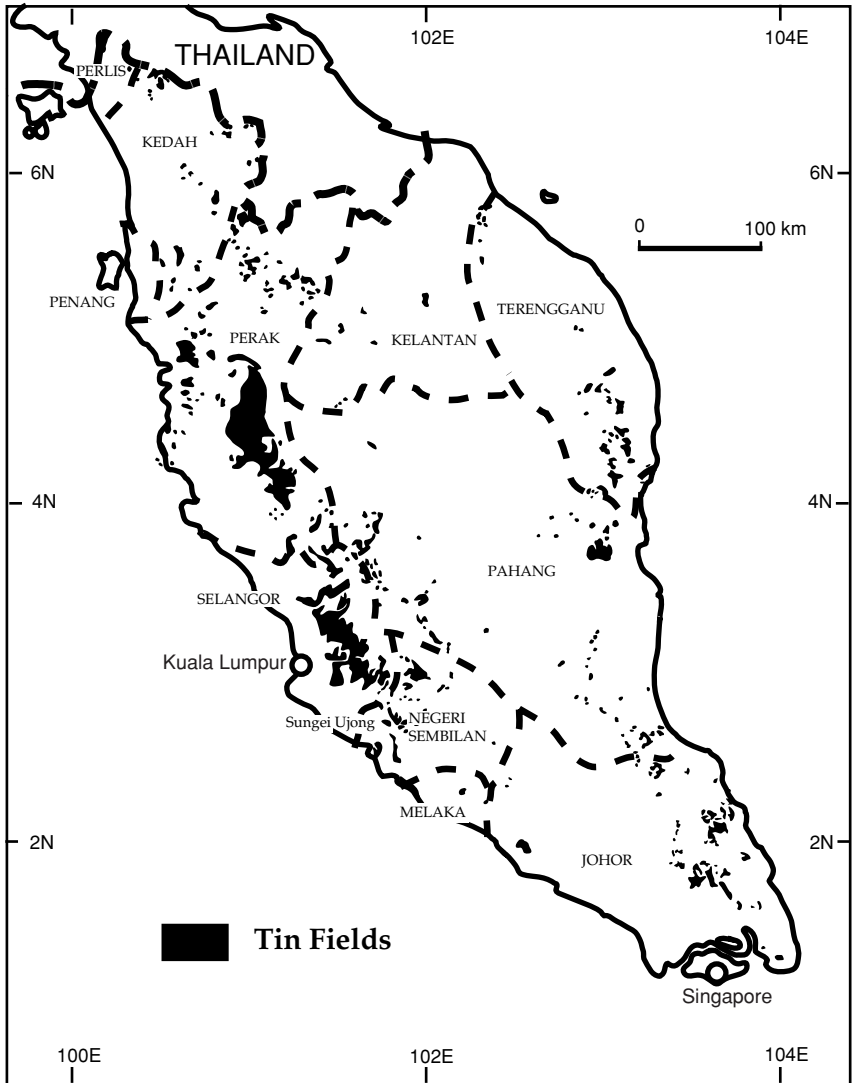 102E
104E
THAILAND
PERLIS
KEDAH
6N
6N
0
100 km
PENANG
TERENGGANU
PERAK
KELANTAN
4N
4N
PAHANG
SELANGOR
Kuala Lumpur
Sungei Ujong
NEGERI
SEMBILAN
MELAKA
2N
2N
JOHOR
Tin Fields
Singapore
100E
102E
104E